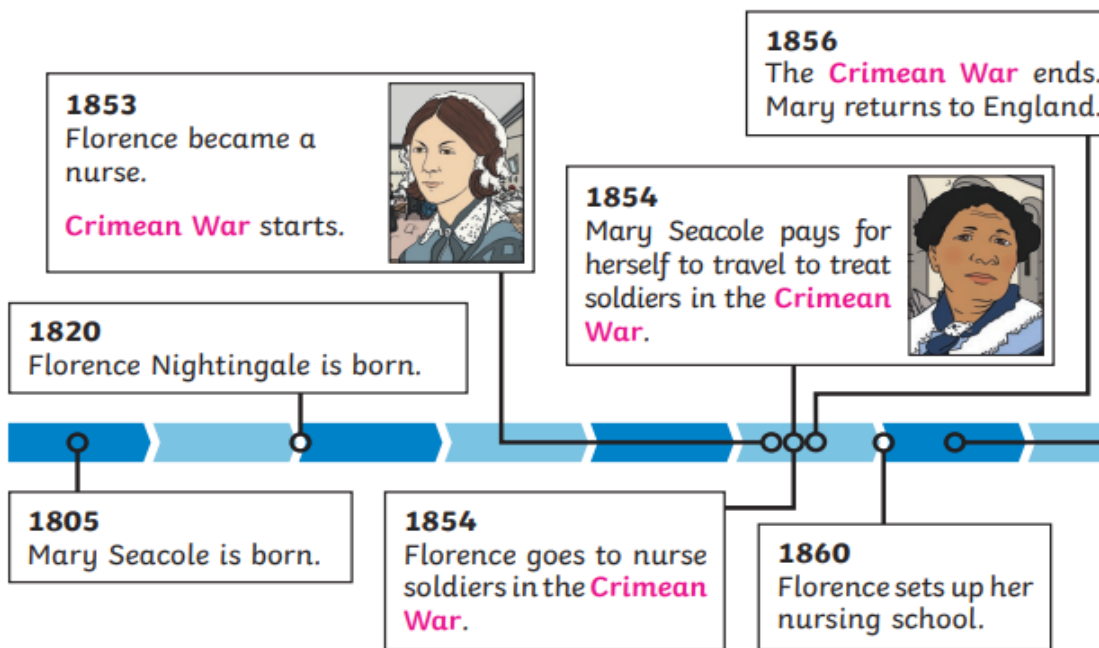 1856
The Crimean War ends.
Mary returns to England.
1853
Florence became a
nurse.
Crimean War starts.
1854
Mary Seacole pays for
herself to travel to treat
soldiers in the Crimean
War.
1820
Florence Nightingale is born.
1805
Mary Seacole is born.
1854
Florence goes to nurse
soldiers in the Crimean
War.
1860
Florence sets up her
nursing school.